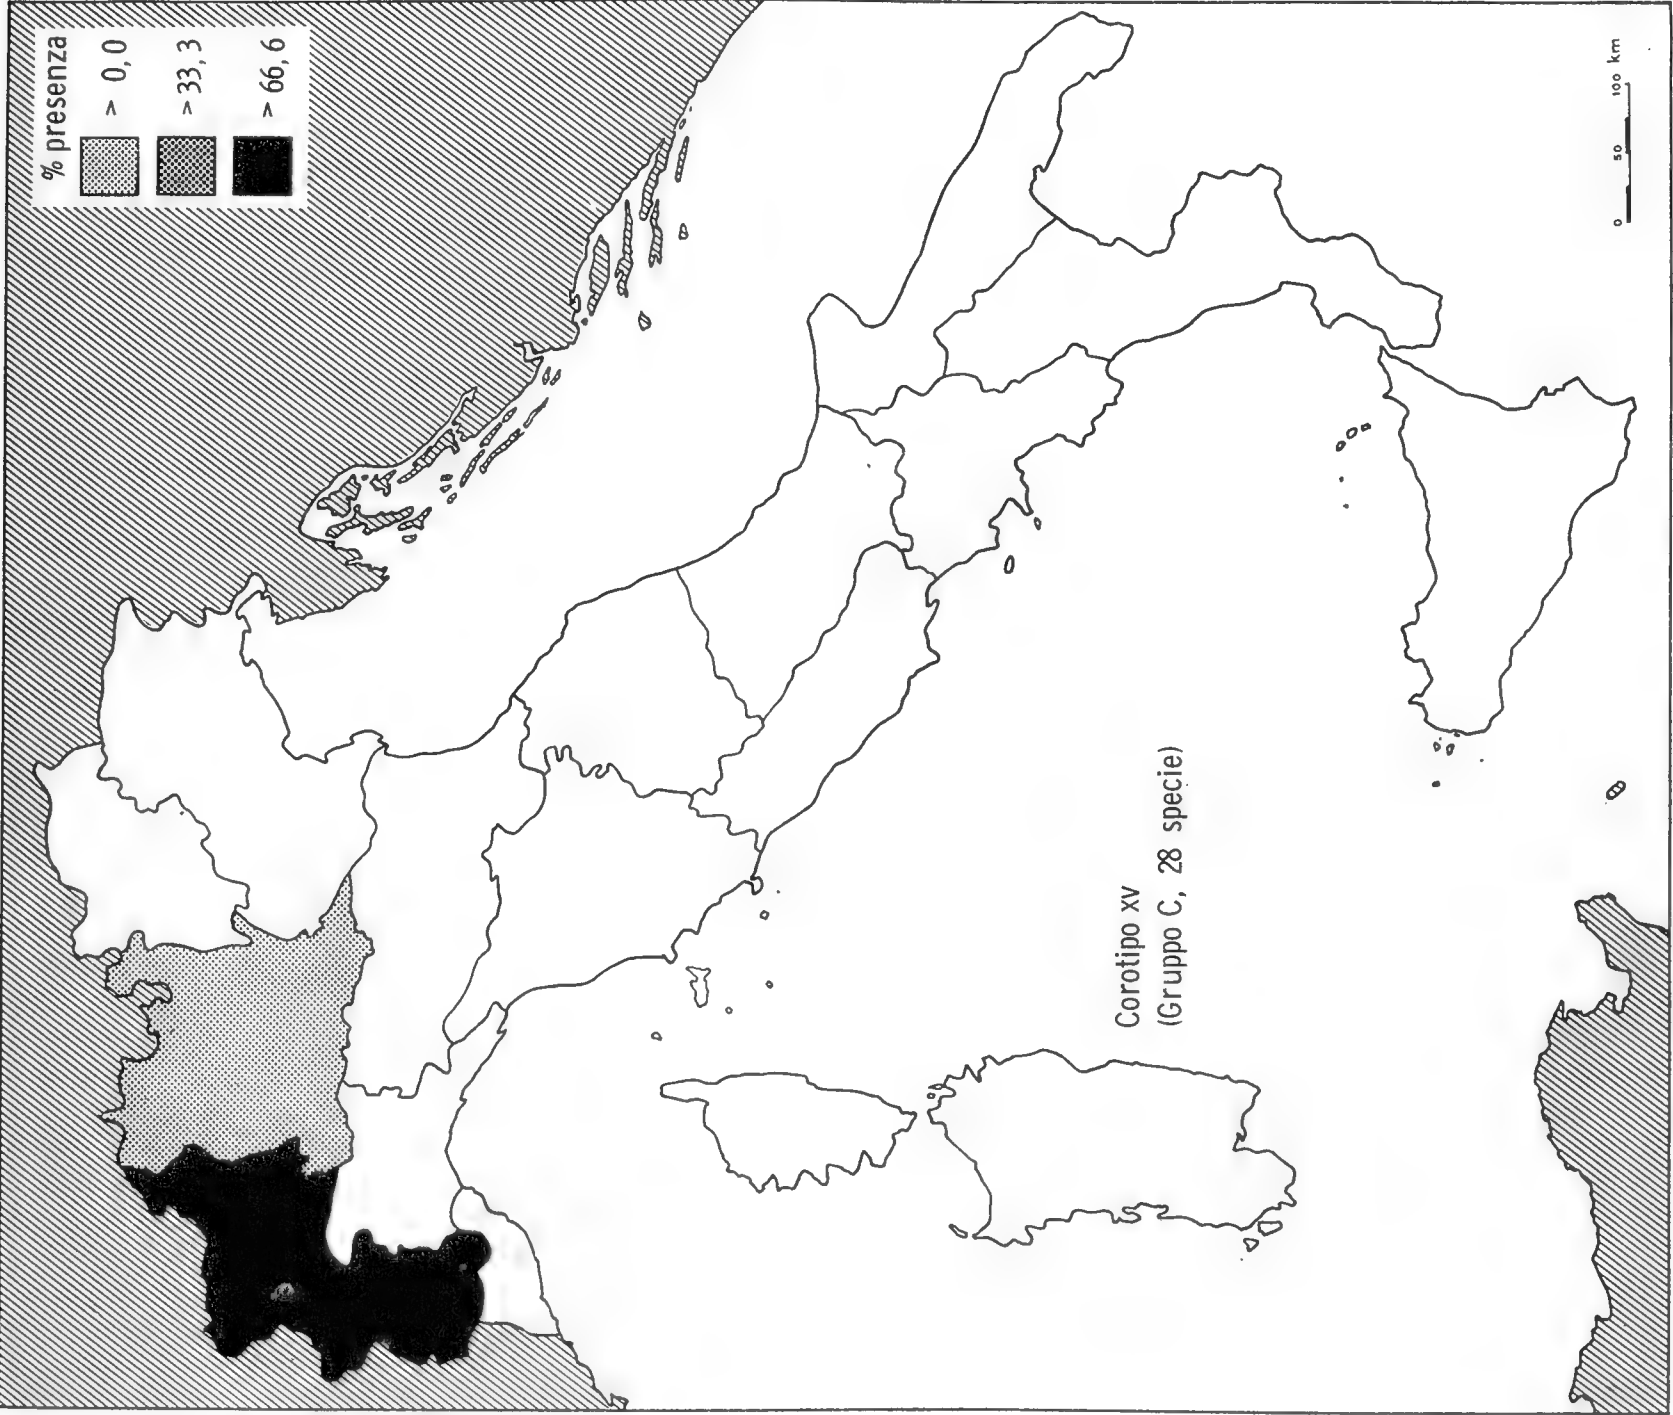 % presenza
> 0,0
> 33,3
> 66,6
Corotipo XV
(Gruppo C, 28 specie)
0 50 100 km